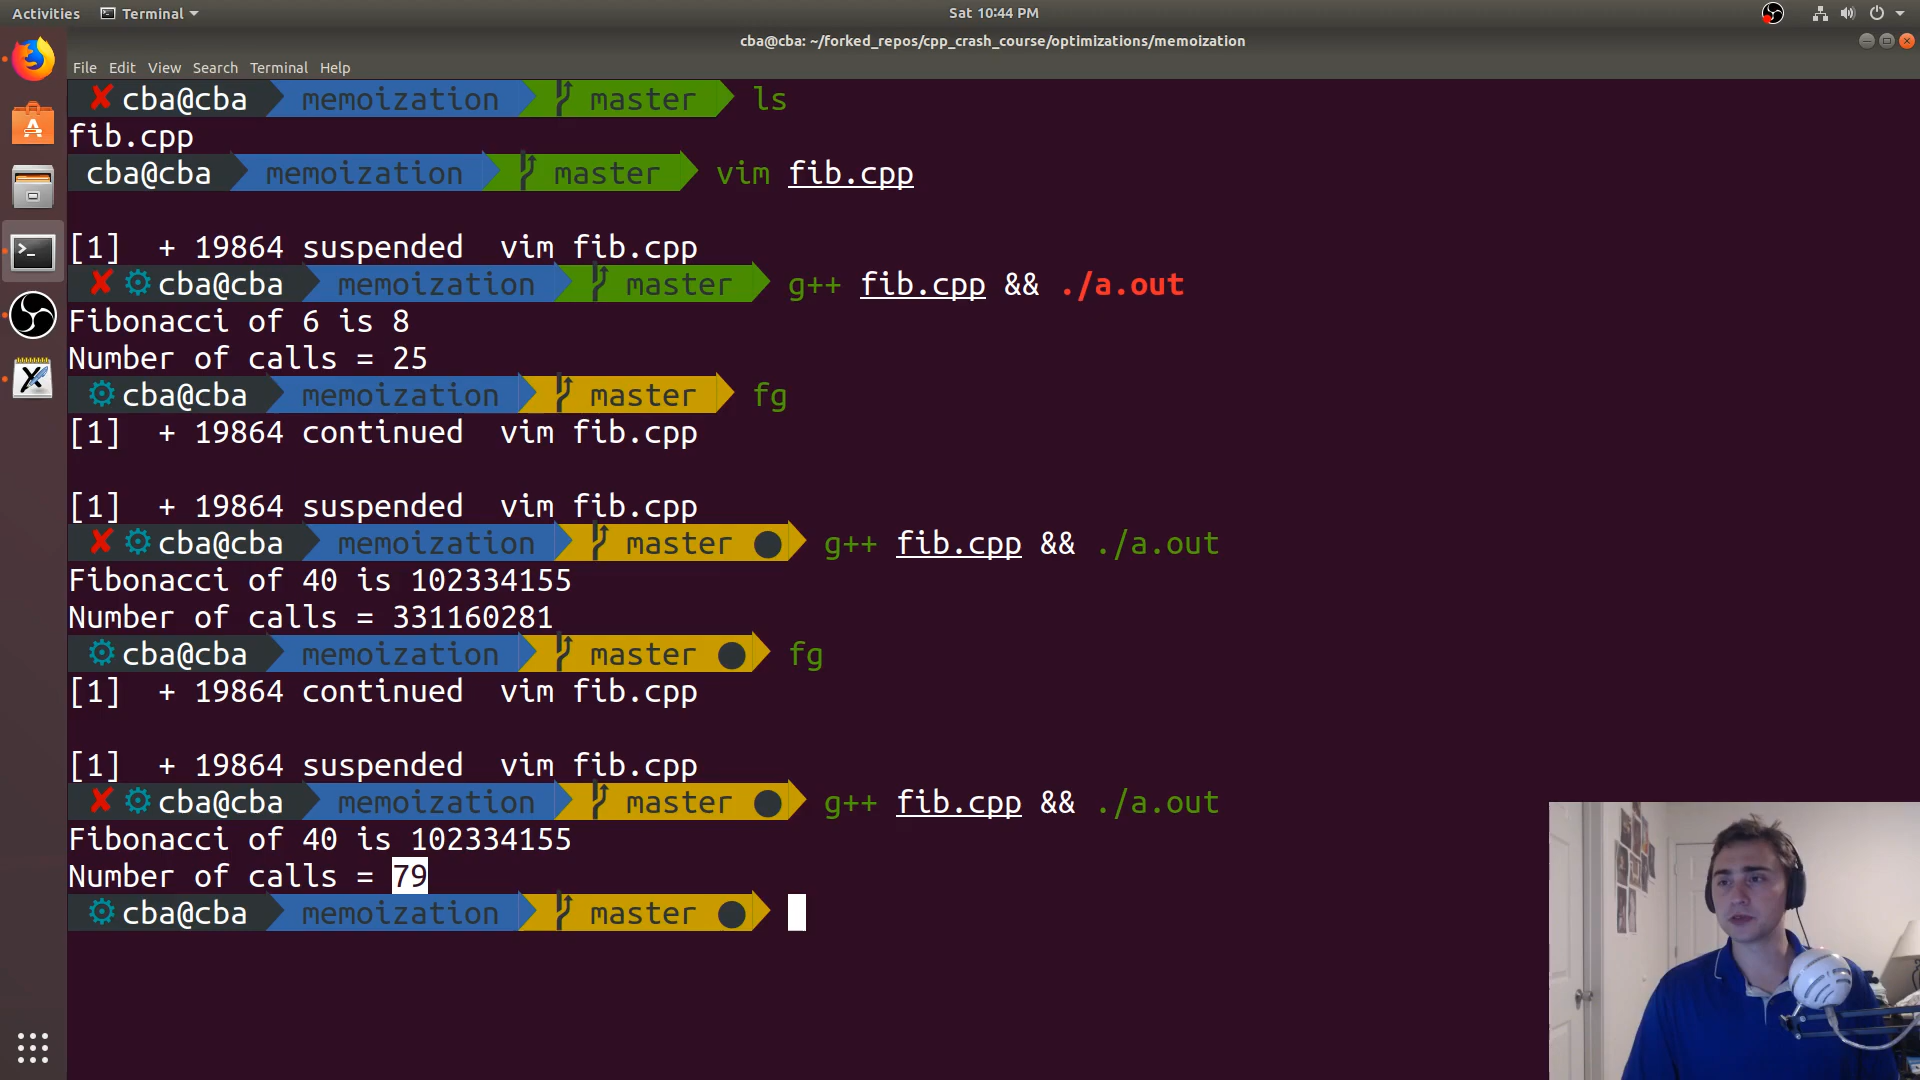 Activities Terminal Sat 10:44 PM
cba@cba: ~/forked_repos/cpp_crash_course/optimizations/memoization
File Edit View Search Terminal Help
✘ cba@cba memoization master ls
fib.cpp
cba@cba memoization master vim fib.cpp
[1] + 19864 suspended vim fib.cpp
✘ ⚙ cba@cba memoization master g++ fib.cpp && ./a.out
Fibonacci of 6 is 8
Number of calls = 25
⚙ cba@cba memoization master fg
[1] + 19864 continued vim fib.cpp
[1] + 19864 suspended vim fib.cpp
✘ ⚙ cba@cba memoization master ● g++ fib.cpp && ./a.out
Fibonacci of 40 is 102334155
Number of calls = 331160281
⚙ cba@cba memoization master ● fg
[1] + 19864 continued vim fib.cpp
[1] + 19864 suspended vim fib.cpp
✘ ⚙ cba@cba memoization master ● g++ fib.cpp && ./a.out
Fibonacci of 40 is 102334155
Number of calls = 79
⚙ cba@cba memoization master ●